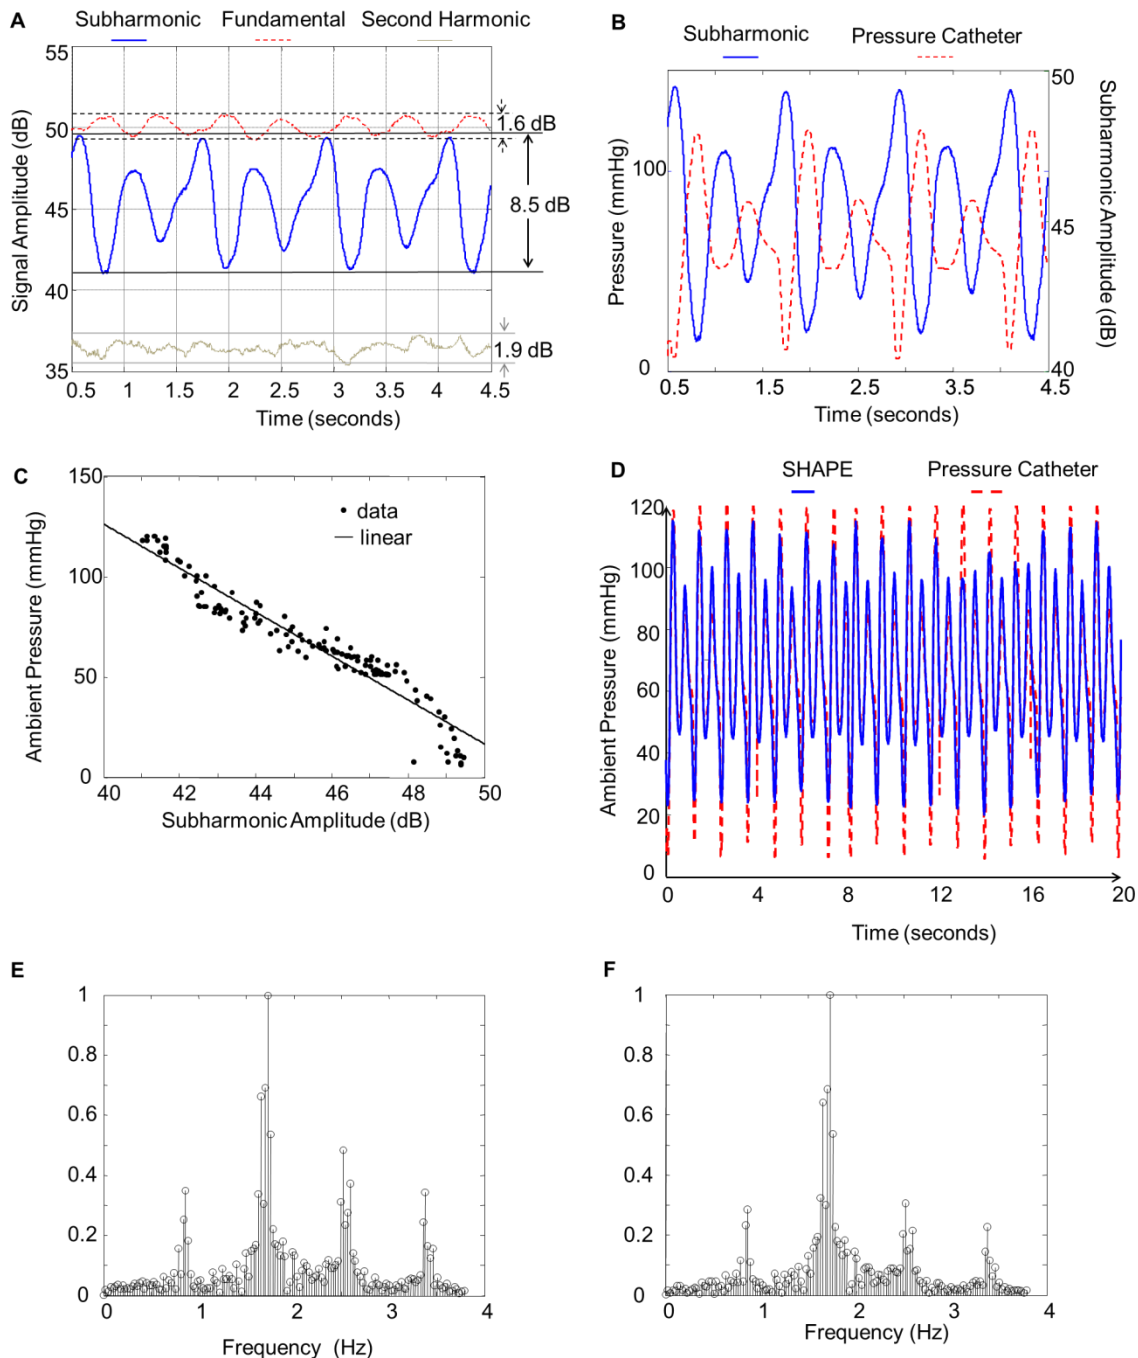 A
Subharmonic Fundamental Second Harmonic
55
50
45
40
35
Signal Amplitude (dB)
1.6 dB
8.5 dB
1.9 dB
0.5 1 1.5 2 2.5 3 3.5 4 4.5
Time (seconds)
B
Subharmonic Pressure Catheter
100
0
Pressure (mmHg)
50
45
40
Subharmonic Amplitude (dB)
0.5 1.5 2.5 3.5 4.5
Time (seconds)
C
150
100
50
0
Ambient Pressure (mmHg)
data
linear
40 42 44 46 48 50
Subharmonic Amplitude (dB)
D
SHAPE Pressure Catheter
120
100
80
60
40
20
0
Ambient Pressure (mmHg)
0 4 8 12 16 20
Time (seconds)
E
1
0.8
0.6
0.4
0.2
0
0 1 2 3 4
Frequency (Hz)
F
1
0.8
0.6
0.4
0.2
0
0 1 2 3 4
Frequency (Hz)